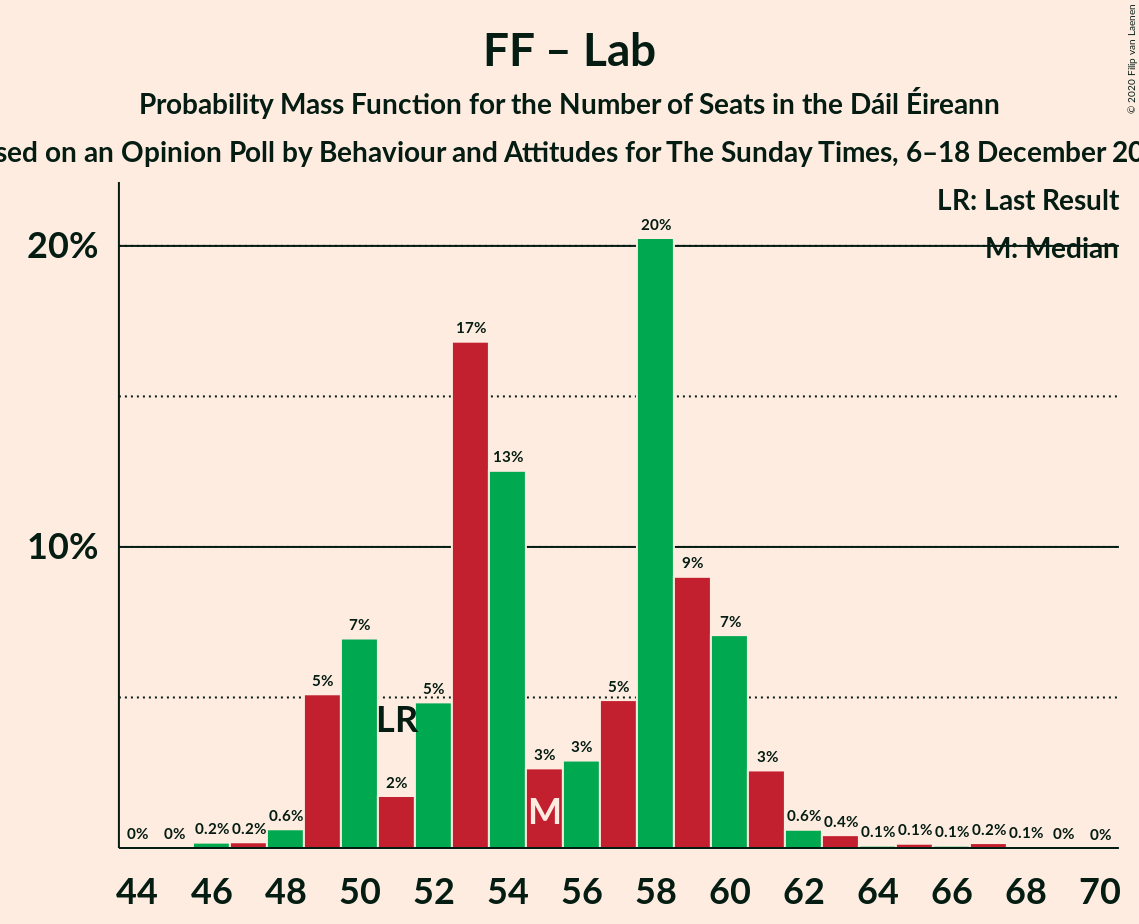 FF – Lab
Probability Mass Function for the Number of Seats in the Dáil Éireann
sed on an Opinion Poll by Behaviour and Attitudes for The Sunday Times, 6–18 December 20
© 2020 Filip van Laenen
LR: Last Result
M: Median
20%
10%
0% 0% 0.2% 0.2% 0.6% 5% 7% 2% 5% 17% 13% 3% 3% 5% 20% 9% 7% 3% 0.6% 0.4% 0.1% 0.1% 0.1% 0.2% 0.1% 0% 0%
LR
M
44 46 48 50 52 54 56 58 60 62 64 66 68 70